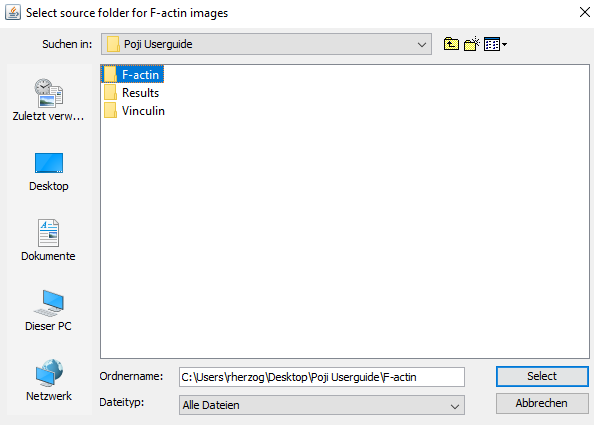 Select source folder for F-actin images
Suchen in:
Poji Userguide
F-actin
Results
Vinculin
Zuletzt verw...
Desktop
Dokumente
Dieser PC
Netzwerk
Ordnername:
C:\Users\rherzog\Desktop\Poji Userguide\F-actin
Select
Dateityp:
Alle Dateien
Abbrechen